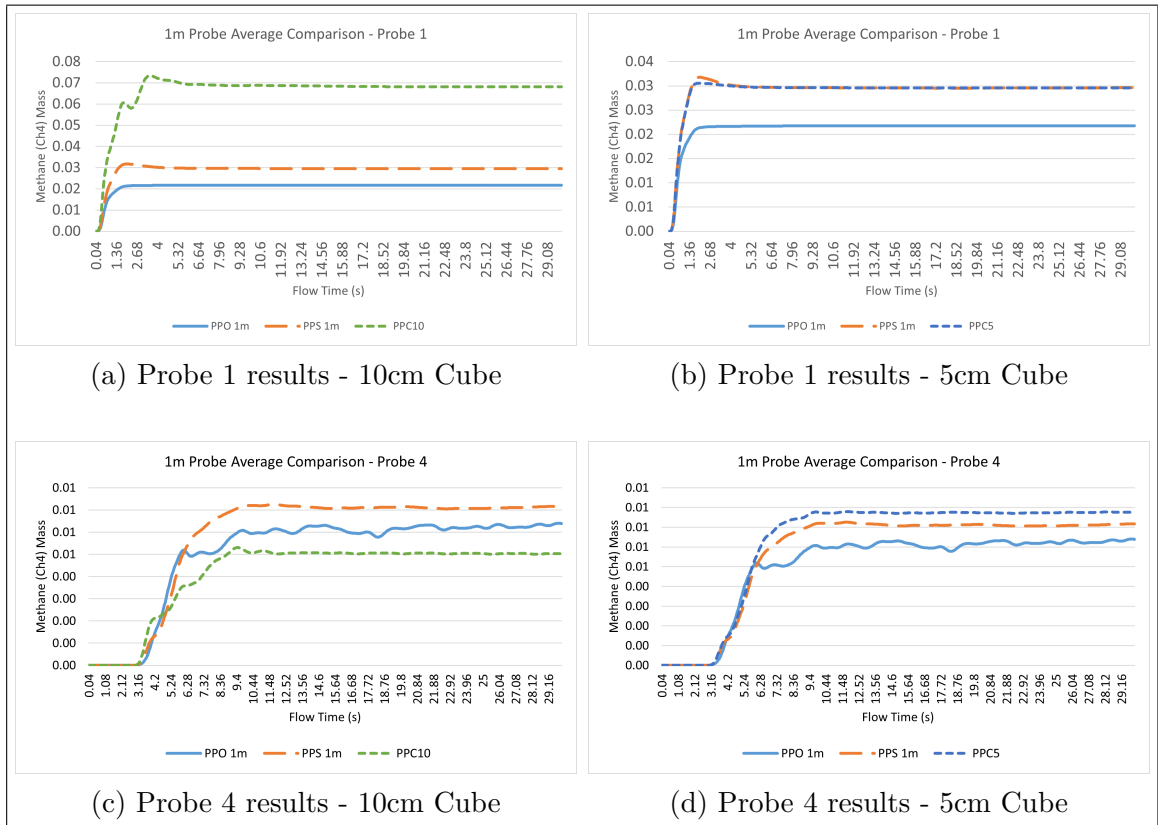 1m Probe Average Comparison - Probe 1
Methane (Ch4) Mass
0.08
0.07
0.06
0.05
0.04
0.03
0.02
0.01
0.00
0.04 1.36 2.68 4 5.32 6.64 7.96 9.28 10.6 11.92 13.24 14.56 15.88 17.2 18.52 19.84 21.16 22.48 23.8 25.12 26.44 27.76 29.08
Flow Time (s)
PPO 1m PPS 1m PPC10
(a) Probe 1 results - 10cm Cube
1m Probe Average Comparison - Probe 1
Methane (Ch4) Mass
0.04
0.03
0.03
0.02
0.02
0.01
0.01
0.00
0.04 1.36 2.68 4 5.32 6.64 7.96 9.28 10.6 11.92 13.24 14.56 15.88 17.2 18.52 19.84 21.16 22.48 23.8 25.12 26.44 27.76 29.08
Flow Time (s)
PPO 1m PPS 1m PPC5
(b) Probe 1 results - 5cm Cube
1m Probe Average Comparison - Probe 4
Methane (Ch4) Mass
0.01
0.01
0.01
0.01
0.00
0.00
0.00
0.00
0.00
0.04 1.08 2.12 3.16 4.2 5.24 6.28 7.32 8.36 9.4 10.44 11.48 12.52 13.56 14.6 15.64 16.68 17.72 18.76 19.8 20.84 21.88 22.92 23.96 25 26.04 27.08 28.12 29.16
Flow Time (s)
PPO 1m PPS 1m PPC10
(c) Probe 4 results - 10cm Cube
1m Probe Average Comparison - Probe 4
Methane (Ch4) Mass
0.01
0.01
0.01
0.01
0.01
0.00
0.00
0.00
0.00
0.00
0.04 1.08 2.12 3.16 4.2 5.24 6.28 7.32 8.36 9.4 10.44 11.48 12.52 13.56 14.6 15.64 16.68 17.72 18.76 19.8 20.84 21.88 22.92 23.96 25 26.04 27.08 28.12 29.16
Flow Time (s)
PPO 1m PPS 1m PPC5
(d) Probe 4 results - 5cm Cube